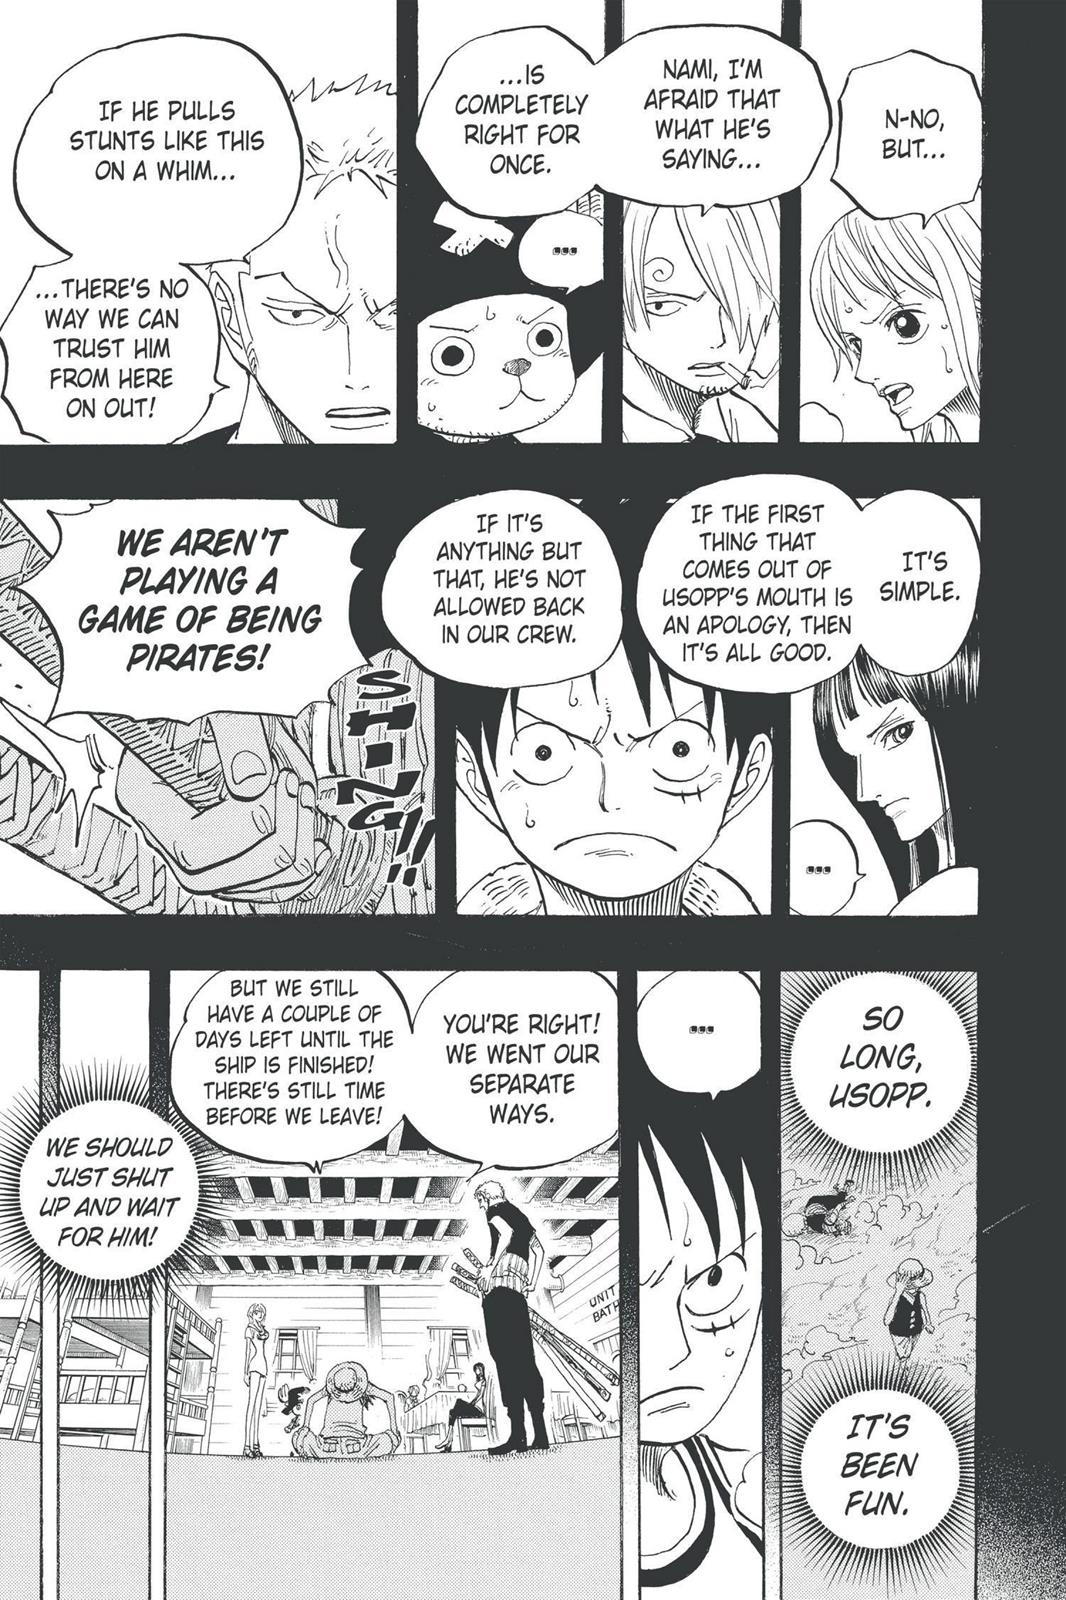 N-NO,
BUT...
NAMI, I'M
AFRAID THAT
WHAT HE'S
SAYING...
...IS
COMPLETELY
RIGHT FOR
ONCE.
...
IF HE PULLS
STUNTS LIKE THIS
ON A WHIM...
...THERE'S NO
WAY WE CAN
TRUST HIM
FROM HERE
ON OUT!
IT'S
SIMPLE.
...
IF THE FIRST
THING THAT
COMES OUT OF
USOPP'S MOUTH IS
AN APOLOGY, THEN
IT'S ALL GOOD.
IF IT'S
ANYTHING BUT
THAT, HE'S NOT
ALLOWED BACK
IN OUR CREW.
WE AREN'T
PLAYING A
GAME OF BEING
PIRATES!
SHING!!
SO
LONG,
USOPP.
IT'S
BEEN
FUN.
...
YOU'RE RIGHT!
WE WENT OUR
SEPARATE
WAYS.
BUT WE STILL
HAVE A COUPLE OF
DAYS LEFT UNTIL THE
SHIP IS FINISHED!
THERE'S STILL TIME
BEFORE WE LEAVE!
UNIT
BATH
WE SHOULD
JUST SHUT
UP AND WAIT
FOR HIM!